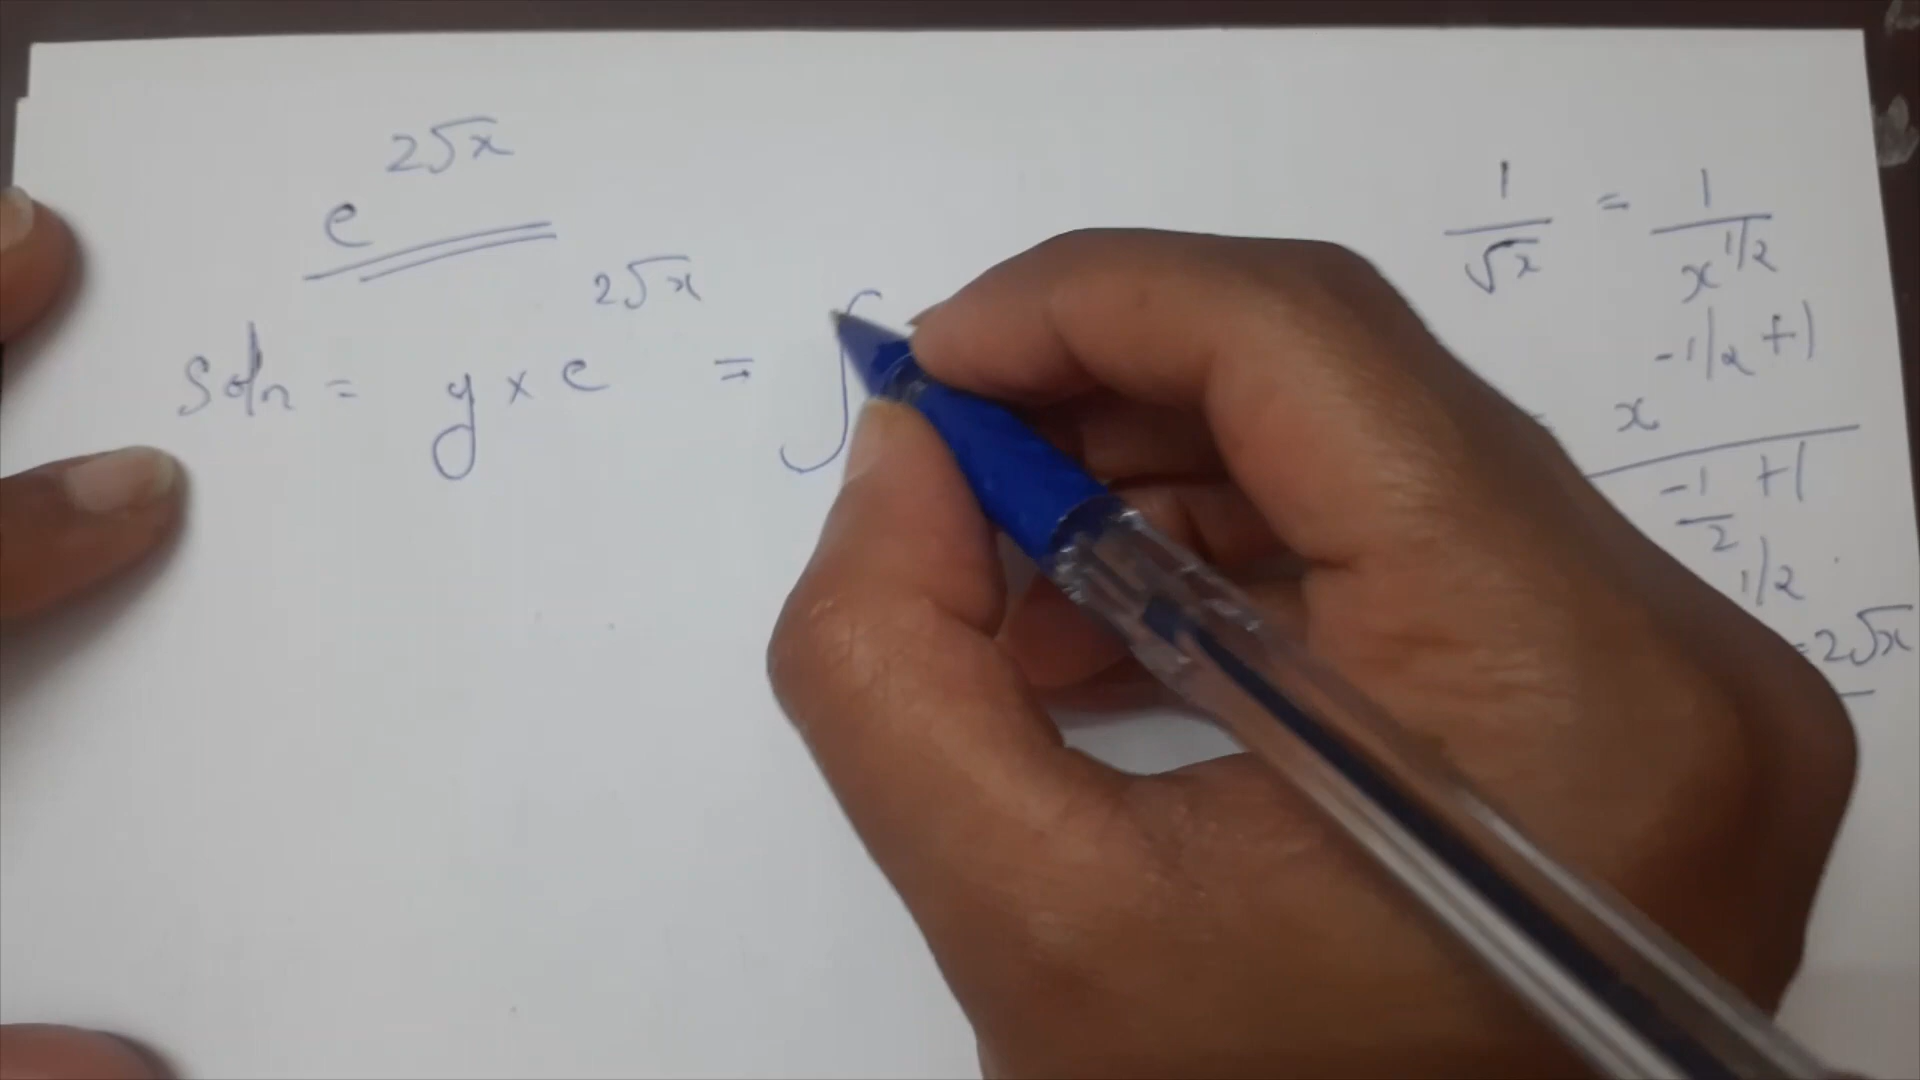 e^{2√x}
Soln = y × e^{2√x} = ∫
1/√x = 1/x^{1/2}
x^{-1/2 + 1}
-1/2 + 1
1/2
= 2√x